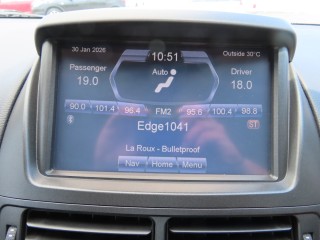 30 Jan 2026
10:51
Outside 30°C
Passenger
19.0
Auto
Driver
18.0
90.0 101.4 96.4 FM2 95.6 100.4 98.8
Edge1041
La Roux - Bulletproof
Nav Home Menu